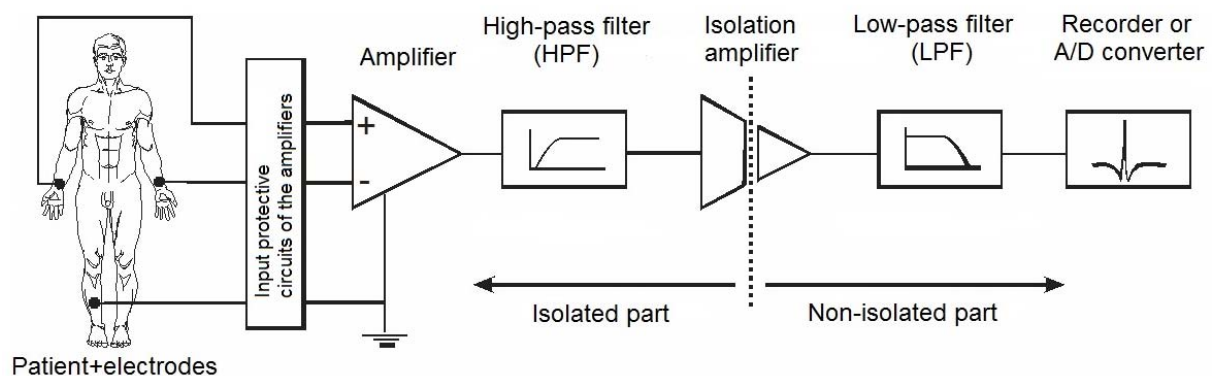 High-pass filter
(HPF)
Isolation
amplifier
Low-pass filter
(LPF)
Recorder or
A/D converter
Amplifier
Input protective
circuits of the amplifiers
+
-
Isolated part
Non-isolated part
Patient+electrodes